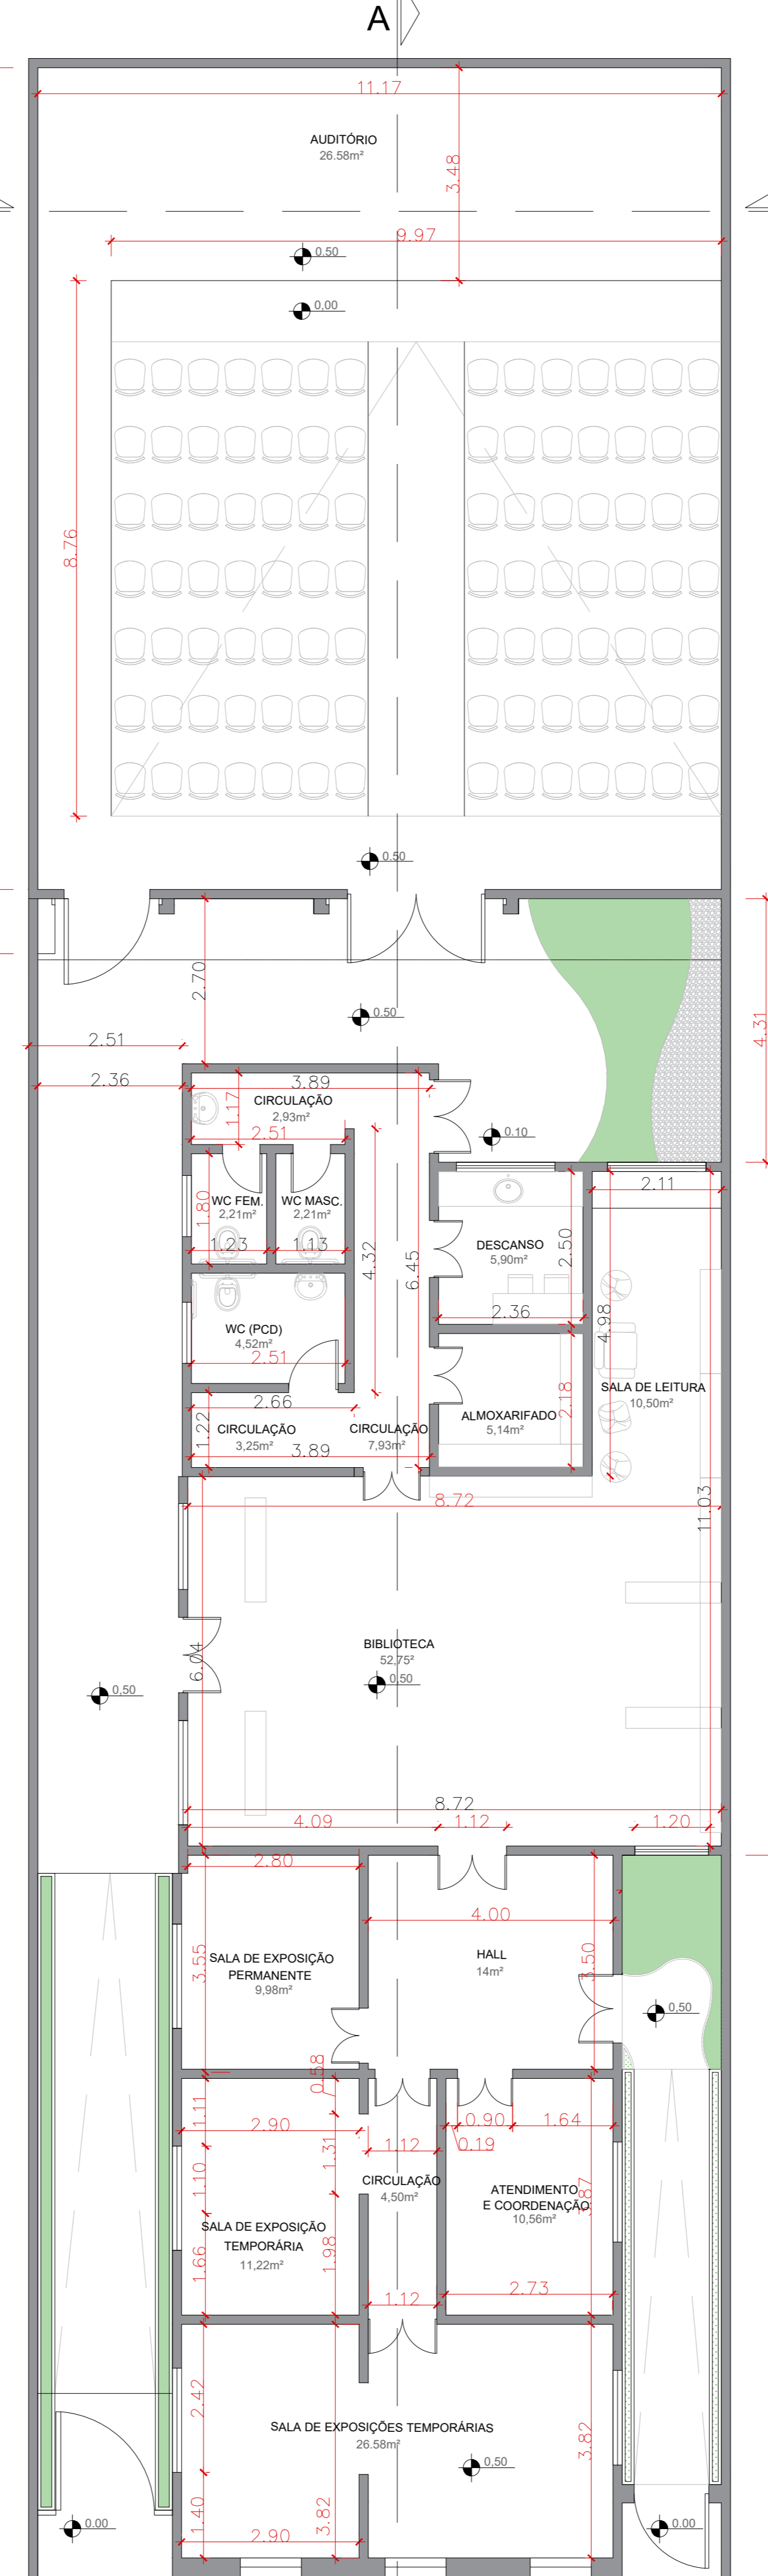 A
11.17
AUDITÓRIO
26.58m²
3.48
9.97
0.50
0,00
8.76
0.50
2.70
0.50
4.31
2.51
2.36
3.89
CIRCULAÇÃO
2,93m²
1.17
2.51
0.10
2.11
WC FEM.
2,21m²
WC MASC.
2,21m²
1.80
1.23
1.13
4.32
6.45
DESCANSO
5,90m²
2.50
2.36
4.98
WC (PCD)
4,52m²
2.51
SALA DE LEITURA
10,50m²
2.66
1.22
CIRCULAÇÃO
3,25m²
CIRCULAÇÃO
7,93m²
3.89
ALMOXARIFADO
5,14m²
2.18
8.72
11.03
6.04
BIBLIOTECA
52,75m²
0,50
0,50
8.72
4.09
1.12
1.20
2.80
4.00
3.55
SALA DE EXPOSIÇÃO
PERMANENTE
9,98m²
HALL
14m²
3.50
0,50
0.58
1.11
2.90
1.31
1.12
0.90
1.64
0.19
1.10
CIRCULAÇÃO
4,50m²
ATENDIMENTO
E COORDENAÇÃO
10,56m²
3.87
SALA DE EXPOSIÇÃO
TEMPORÁRIA
11,22m²
1.66
1.98
1.12
2.73
2.42
SALA DE EXPOSIÇÕES TEMPORÁRIAS
26.58m²
3.82
0,50
1.40
3.82
2.90
0.00
0.00